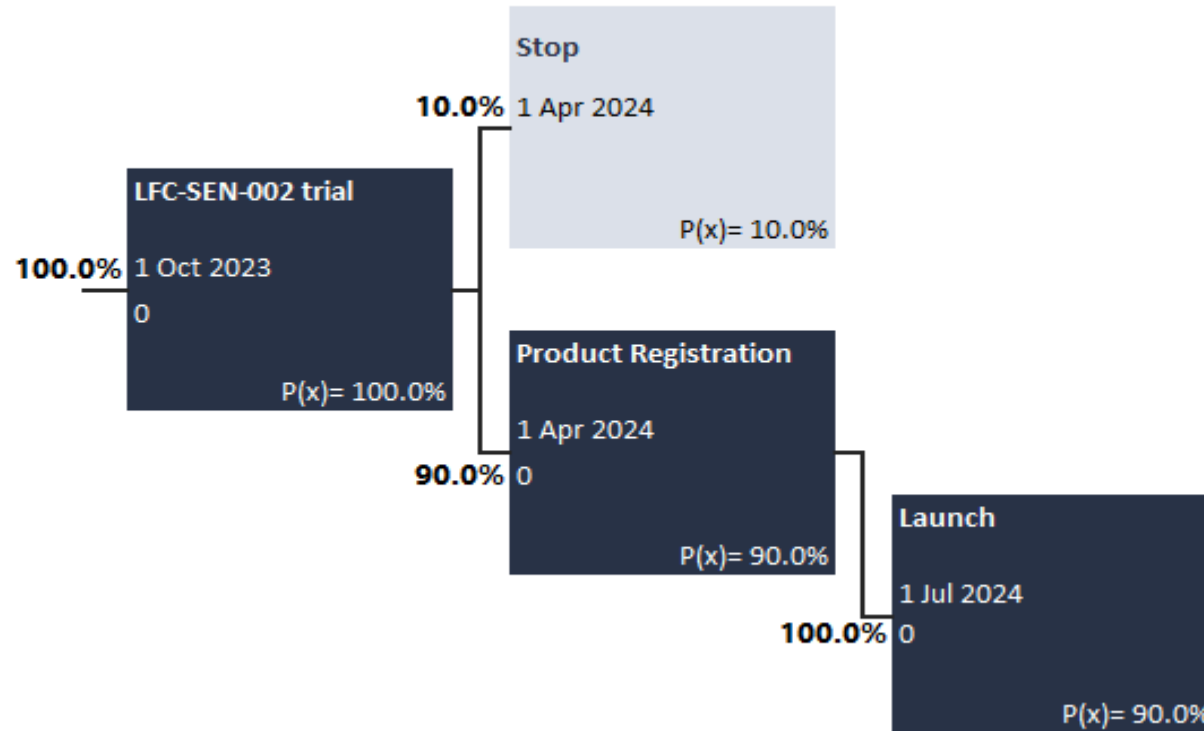 Stop
10.0% 1 Apr 2024
P(x)= 10.0%
LFC-SEN-002 trial
100.0% 1 Oct 2023
0
P(x)= 100.0%
Product Registration
1 Apr 2024
90.0% 0
P(x)= 90.0%
Launch
1 Jul 2024
100.0% 0
P(x)= 90.0%